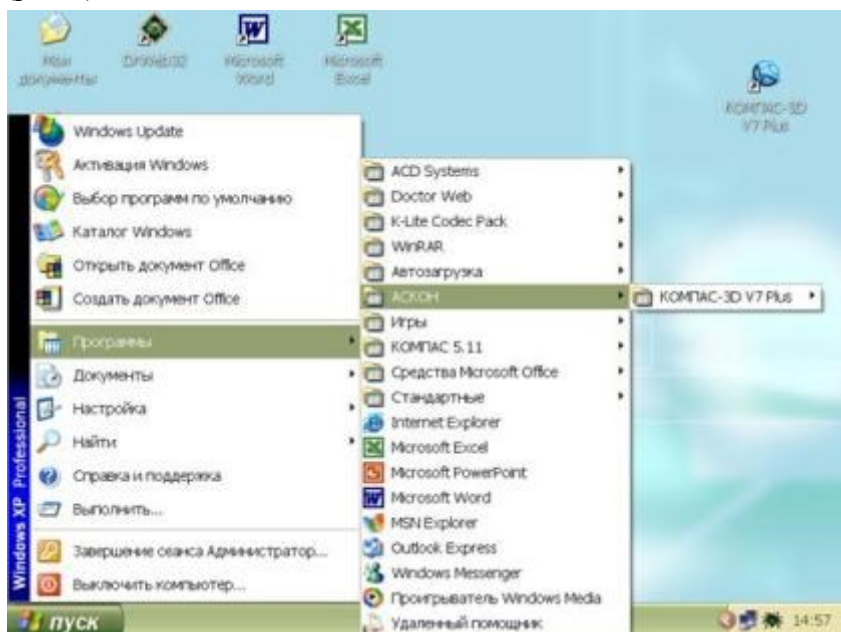 Мои документы
DrWeb32
Microsoft Word
Microsoft Excel
КОМПАС-3D V7 Plus
Windows Update
Активация Windows
Выбор программ по умолчанию
Каталог Windows
Открыть документ Office
Создать документ Office
Программы
Документы
Настройка
Найти
Справка и поддержка
Выполнить...
Завершение сеанса Администратор...
Выключить компьютер...
Windows XP Professional
ACD Systems
Doctor Web
K-Lite Codec Pack
WinRAR
Автозагрузка
АСКОН
Игры
КОМПАС 5.11
Средства Microsoft Office
Стандартные
Internet Explorer
Microsoft Excel
Microsoft PowerPoint
Microsoft Word
MSN Explorer
Outlook Express
Windows Messenger
Проигрыватель Windows Media
Удаленный помощник
КОМПАС-3D V7 Plus
пуск
14:57